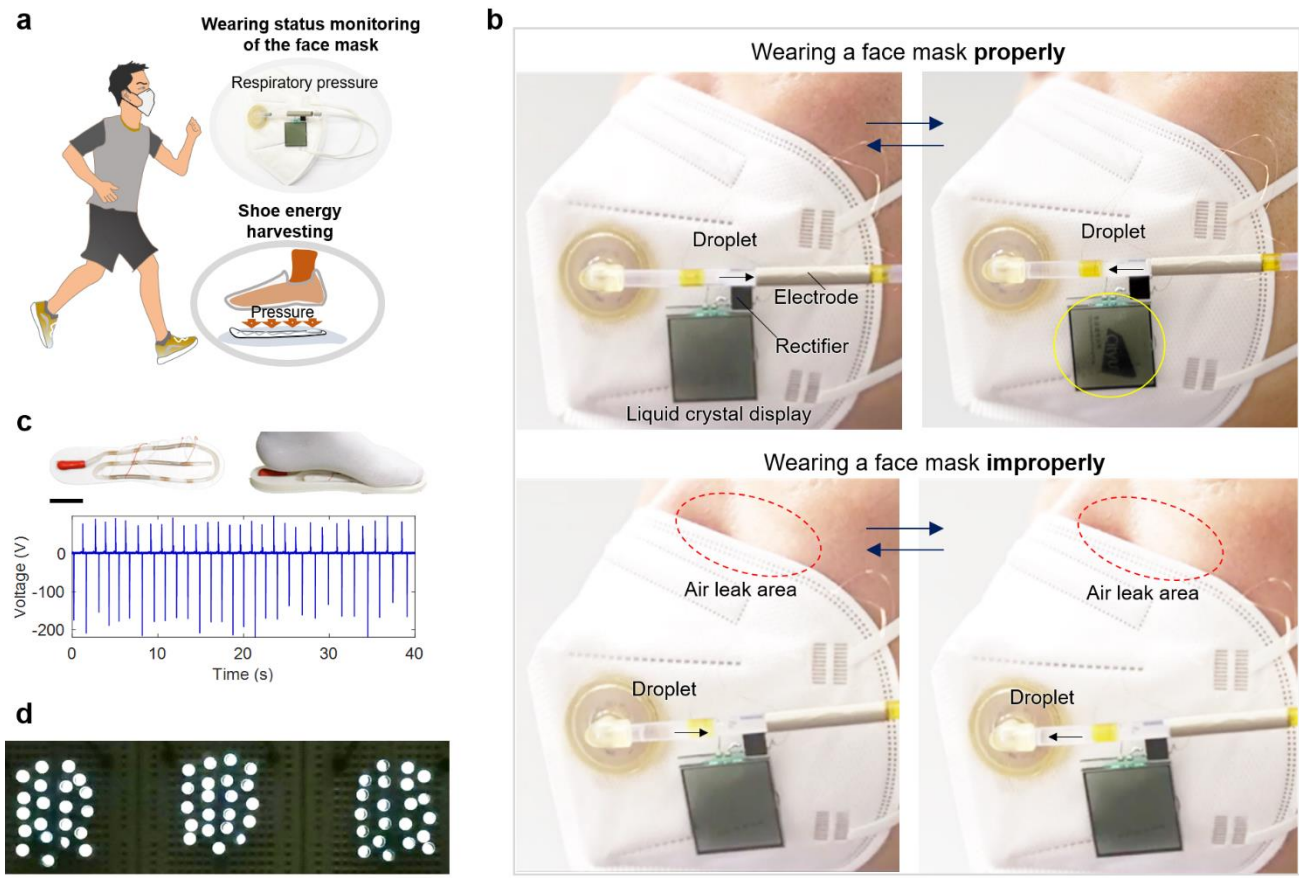 a
Wearing status monitoring
of the face mask
Respiratory pressure
Shoe energy
harvesting
Pressure
b
Wearing a face mask properly
Droplet
Electrode
Rectifier
Liquid crystal display
Droplet
Wearing a face mask improperly
Air leak area
Droplet
Air leak area
Droplet
c
Voltage (V)
0
-100
-200
0
10
20
30
40
Time (s)
d